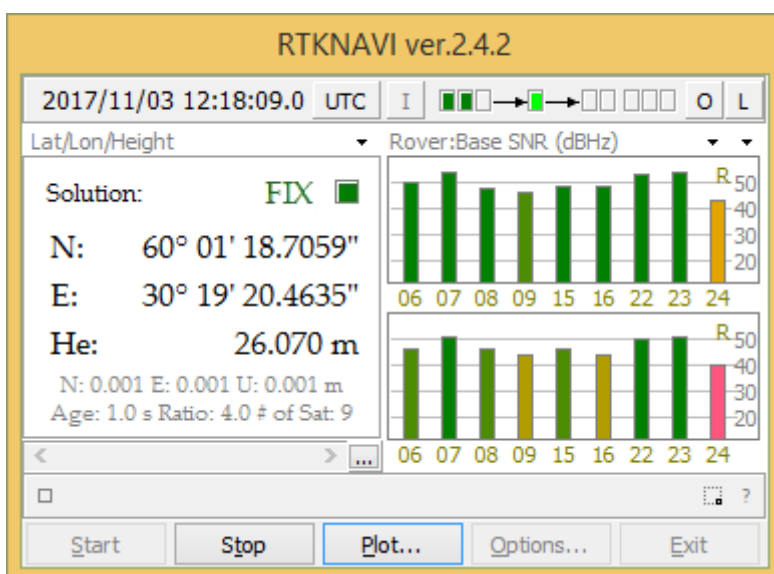 RTKNAVI ver.2.4.2
2017/11/03 12:18:09.0 UTC I O L
Lat/Lon/Height
Solution: FIX
N: 60° 01' 18.7059"
E: 30° 19' 20.4635"
He: 26.070 m
N: 0.001 E: 0.001 U: 0.001 m
Age: 1.0 s Ratio: 4.0 # of Sat: 9
...
Rover:Base SNR (dBHz)
R 50
40
30
20
06 07 08 09 15 16 22 23 24
R 50
40
30
20
06 07 08 09 15 16 22 23 24
?
Start Stop Plot... Options... Exit